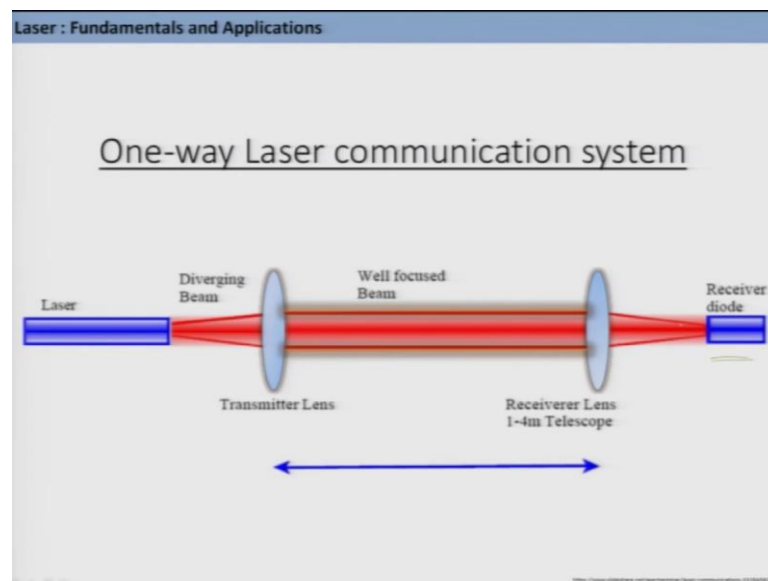 Laser : Fundamentals and Applications
One-way Laser communication system
Laser
Diverging
Beam
Well focused
Beam
Receiver
diode
Transmitter Lens
Receiverer Lens
1-4m Telescope